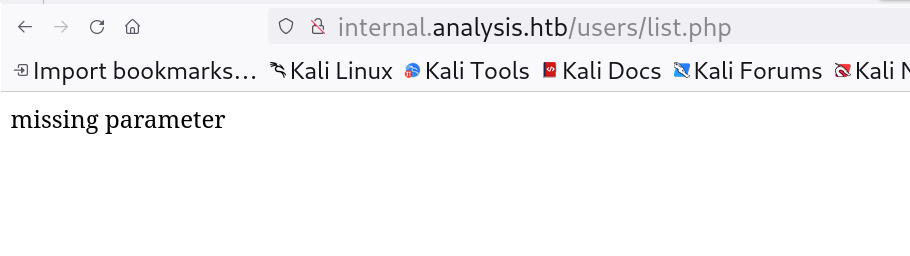 internal.analysis.htb/users/list.php
Import bookmarks... Kali Linux Kali Tools Kali Docs Kali Forums Kali N
missing parameter